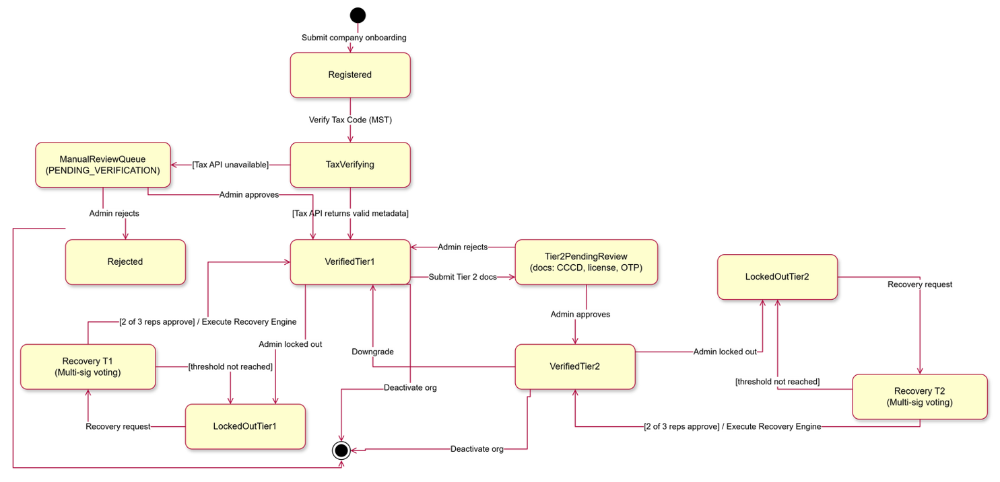 Submit company onboarding
Registered
Verify Tax Code (MST)
ManualReviewQueue
(PENDING_VERIFICATION)
[Tax API unavailable]
TaxVerifying
Admin approves
Admin rejects
[Tax API returns valid metadata]
Rejected
VerifiedTier1
Admin rejects
Submit Tier 2 docs
Tier2PendingReview
(docs: CCCD, license, OTP)
LockedOutTier2
Recovery request
Admin approves
[2 of 3 reps approve] / Execute Recovery Engine
Admin locked out
Downgrade
Admin locked out
Recovery T1
(Multi-sig voting)
[threshold not reached]
VerifiedTier2
[threshold not reached]
Recovery T2
(Multi-sig voting)
Deactivate org
Recovery request
LockedOutTier1
[2 of 3 reps approve] / Execute Recovery Engine
Deactivate org